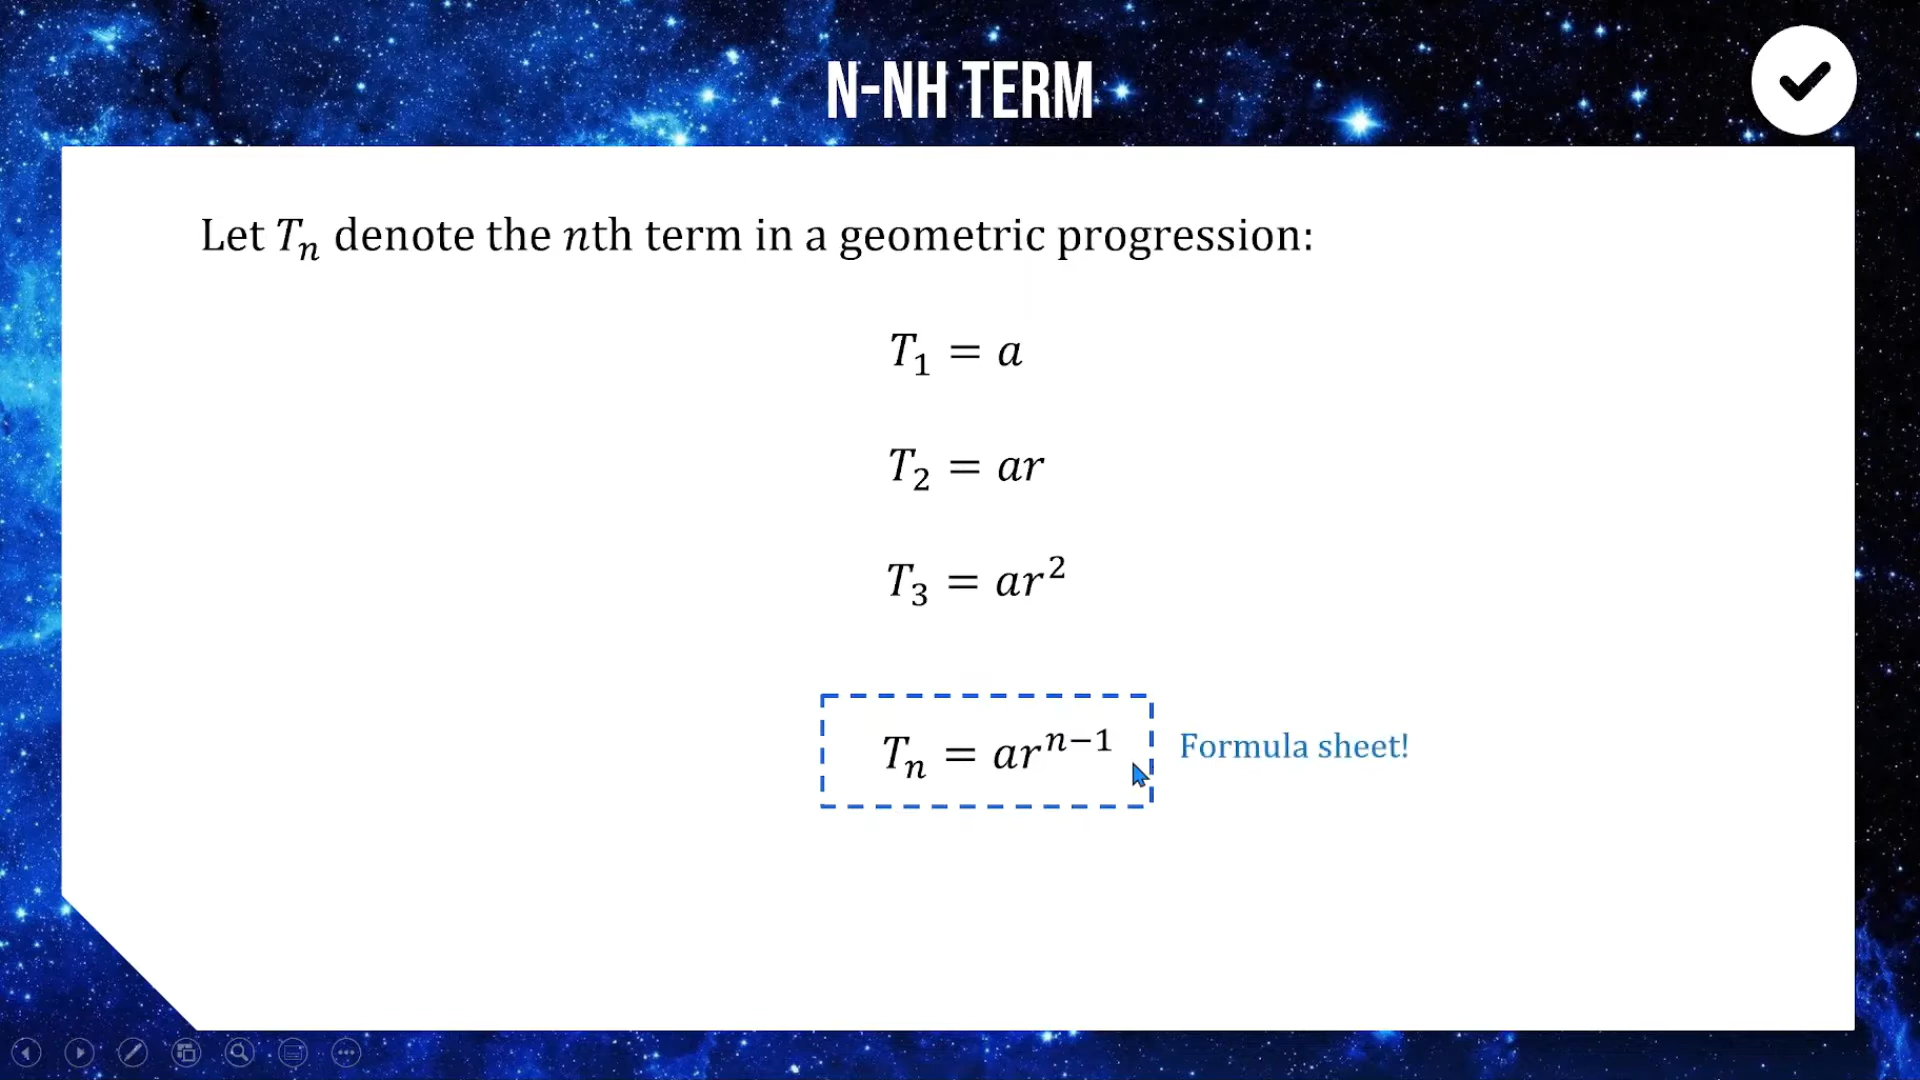 N-NH TERM
Let Tₙ denote the nth term in a geometric progression:
T₁ = a
T₂ = ar
T₃ = ar²
Tₙ = arⁿ⁻¹
Formula sheet!